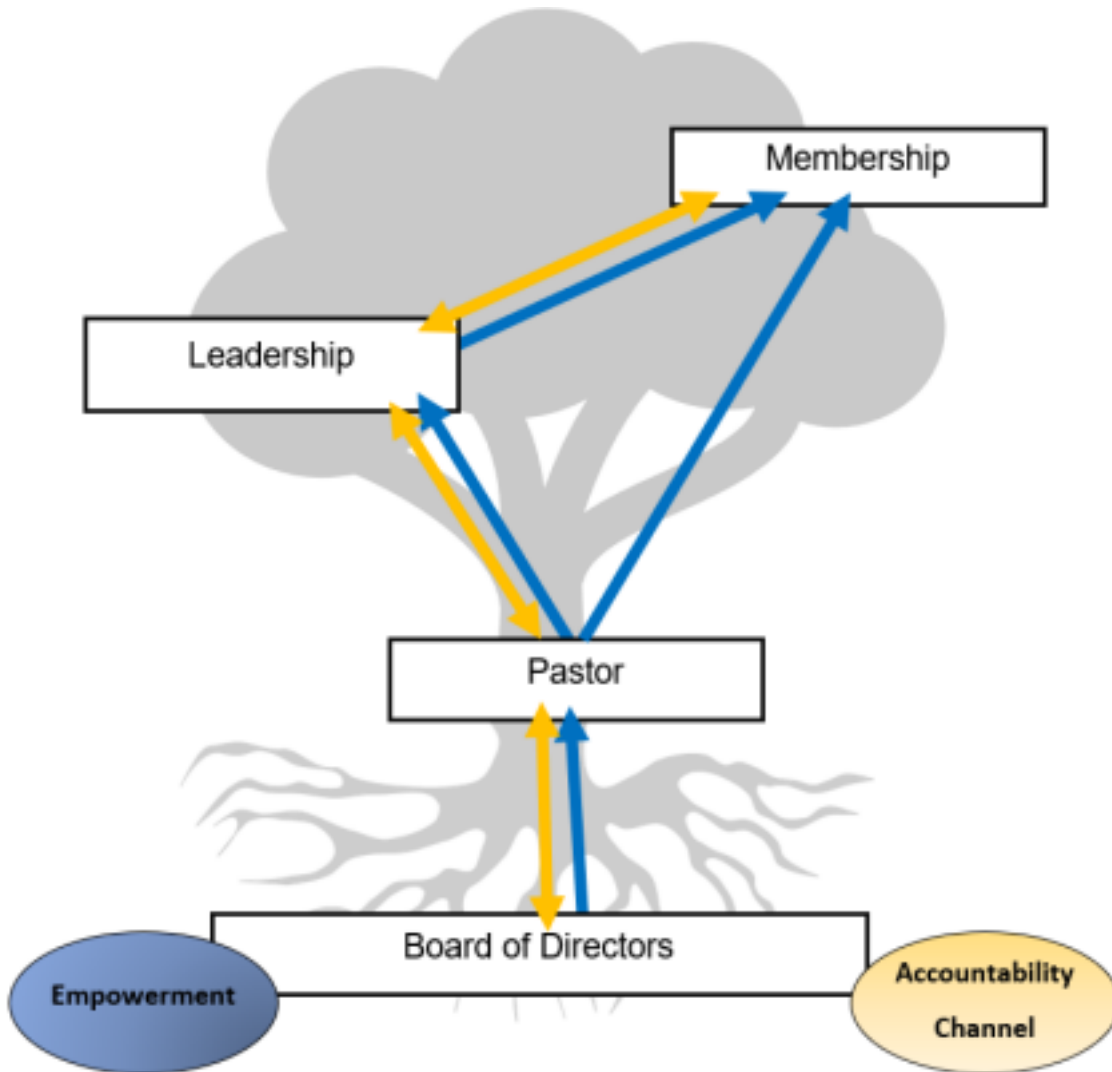 Membership
Leadership
Pastor
Board of Directors
Empowerment
Accountability
Channel